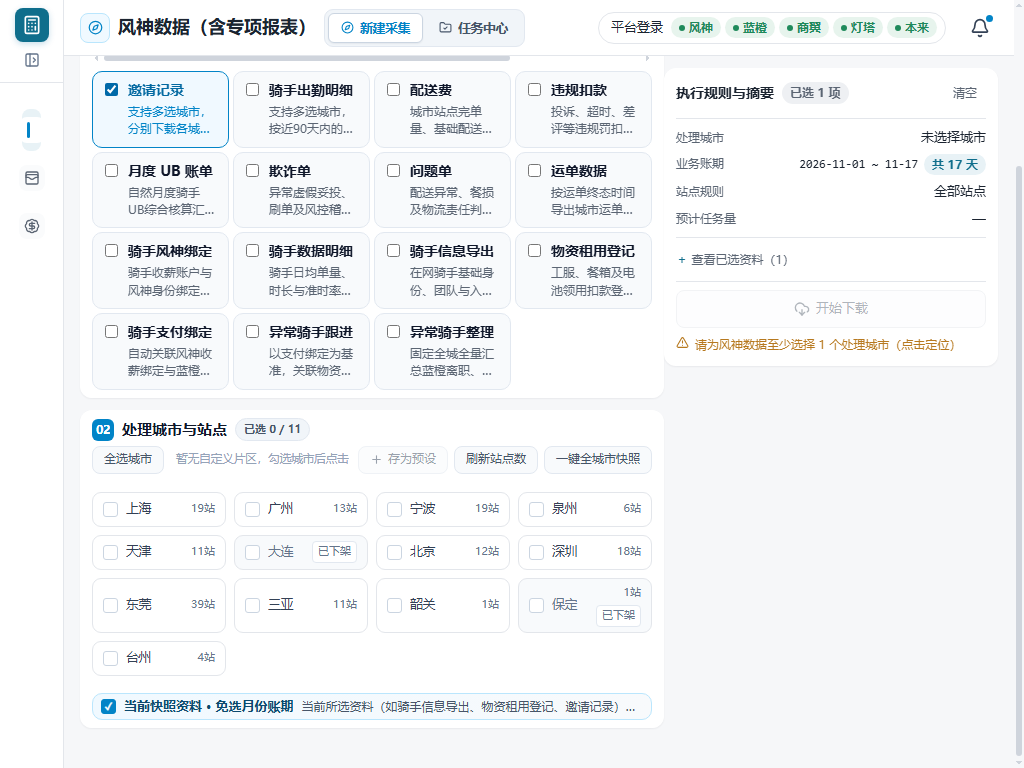 风神数据（含专项报表）
新建采集
任务中心
平台登录 风神 蓝橙 商巽 灯塔 本来
邀请记录
支持多选城市，
分别下载各城...
骑手出勤明细
支持多选城市，
按近90天内的...
配送费
城市站点完单
量、基础配送...
违规扣款
投诉、超时、差
评等违规罚扣...
月度 UB 账单
自然月度骑手
UB综合核算汇...
欺诈单
异常虚假妥投、
刷单及风控稽...
问题单
配送异常、餐损
及物流责任判...
运单数据
按运单终态时间
导出城市运单...
骑手风神绑定
骑手收薪账户与
风神身份绑定...
骑手数据明细
骑手日均单量、
时长与准时率...
骑手信息导出
在网骑手基础身
份、团队与入...
物资租用登记
工服、餐箱及电
池领用扣款登...
骑手支付绑定
自动关联风神收
薪绑定与蓝橙...
异常骑手跟进
以支付绑定为基
准，关联物资...
异常骑手整理
固定全城全量汇
总蓝橙离职、...
02 处理城市与站点 已选 0 / 11
全选城市 暂无自定义片区，勾选城市后点击 + 存为预设 刷新站点数 一键全城市快照
上海 19站
广州 13站
宁波 19站
泉州 6站
天津 11站
大连 已下架
北京 12站
深圳 18站
东莞 39站
三亚 11站
韶关 1站
保定 1站 已下架
台州 4站
当前快照资料 • 免选月份账期 当前所选资料（如骑手信息导出、物资租用登记、邀请记录）...
执行规则与摘要 已选 1 项 清空
处理城市 未选择城市
业务账期 2026-11-01 ~ 11-17 共 17 天
站点规则 全部站点
预计任务量 —
+ 查看已选资料（1）
开始下载
请为风神数据至少选择 1 个处理城市（点击定位）